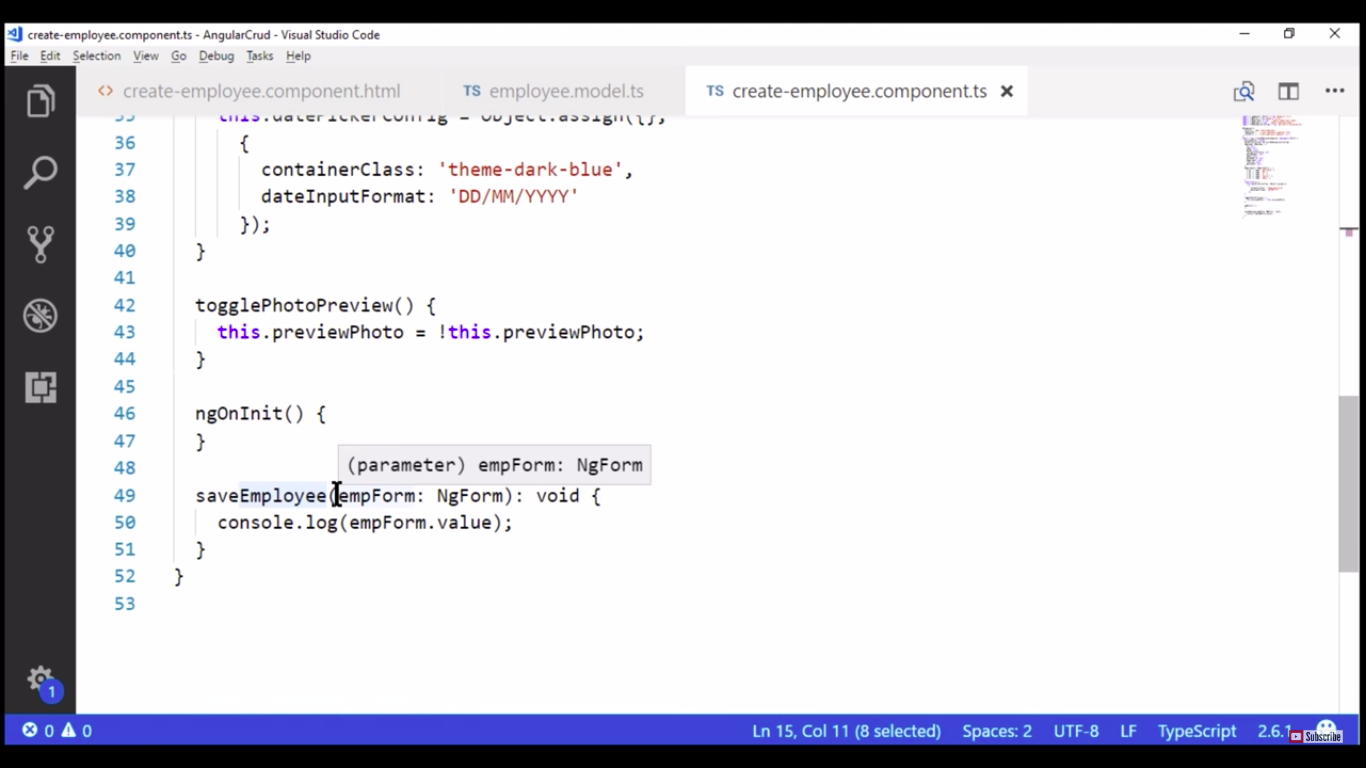 create-employee.component.ts - AngularCrud - Visual Studio Code
File Edit Selection View Go Debug Tasks Help
<> create-employee.component.html TS employee.model.ts TS create-employee.component.ts
35 this.datePickerConfig = Object.assign({},
36 {
37 containerClass: 'theme-dark-blue',
38 dateInputFormat: 'DD/MM/YYYY'
39 });
40 }
41
42 togglePhotoPreview() {
43 this.previewPhoto = !this.previewPhoto;
44 }
45
46 ngOnInit() {
47 }
(parameter) empForm: NgForm
48
49 saveEmployee(empForm: NgForm): void {
50 console.log(empForm.value);
51 }
52 }
53
1
0 0 Ln 15, Col 11 (8 selected) Spaces: 2 UTF-8 LF TypeScript 2.6.1
Subscribe